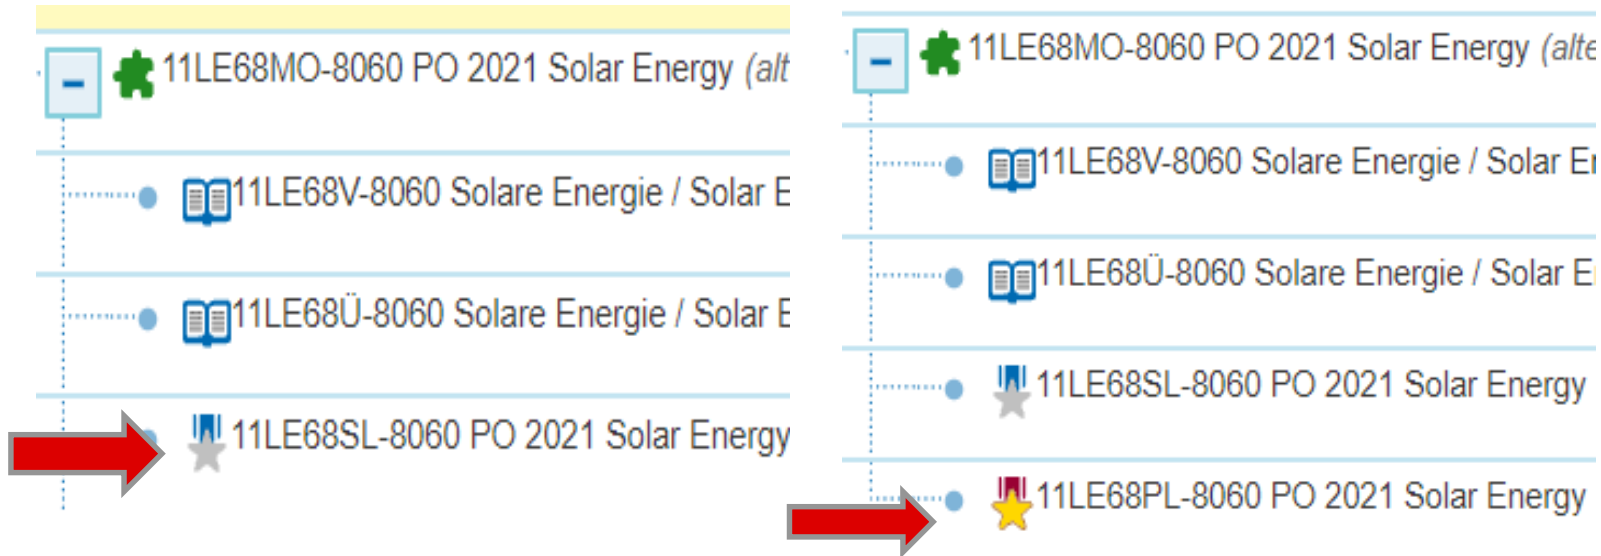 11LE68MO-8060 PO 2021 Solar Energy (alt
11LE68V-8060 Solare Energie / Solar E
11LE68Ü-8060 Solare Energie / Solar E
11LE68SL-8060 PO 2021 Solar Energy
11LE68MO-8060 PO 2021 Solar Energy (alte
11LE68V-8060 Solare Energie / Solar En
11LE68Ü-8060 Solare Energie / Solar E
11LE68SL-8060 PO 2021 Solar Energy
11LE68PL-8060 PO 2021 Solar Energy